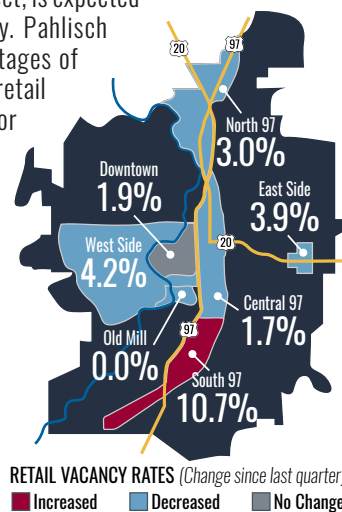 et, is expected
y. Pahlisch
tages of
retail
or
20
97
North 97
3.0%
Downtown
1.9%
East Side
3.9%
West Side
4.2%
20
Central 97
1.7%
Old Mill
0.0%
97
South 97
10.7%
RETAIL VACANCY RATES (Change since last quarter)
Increased Decreased No Change